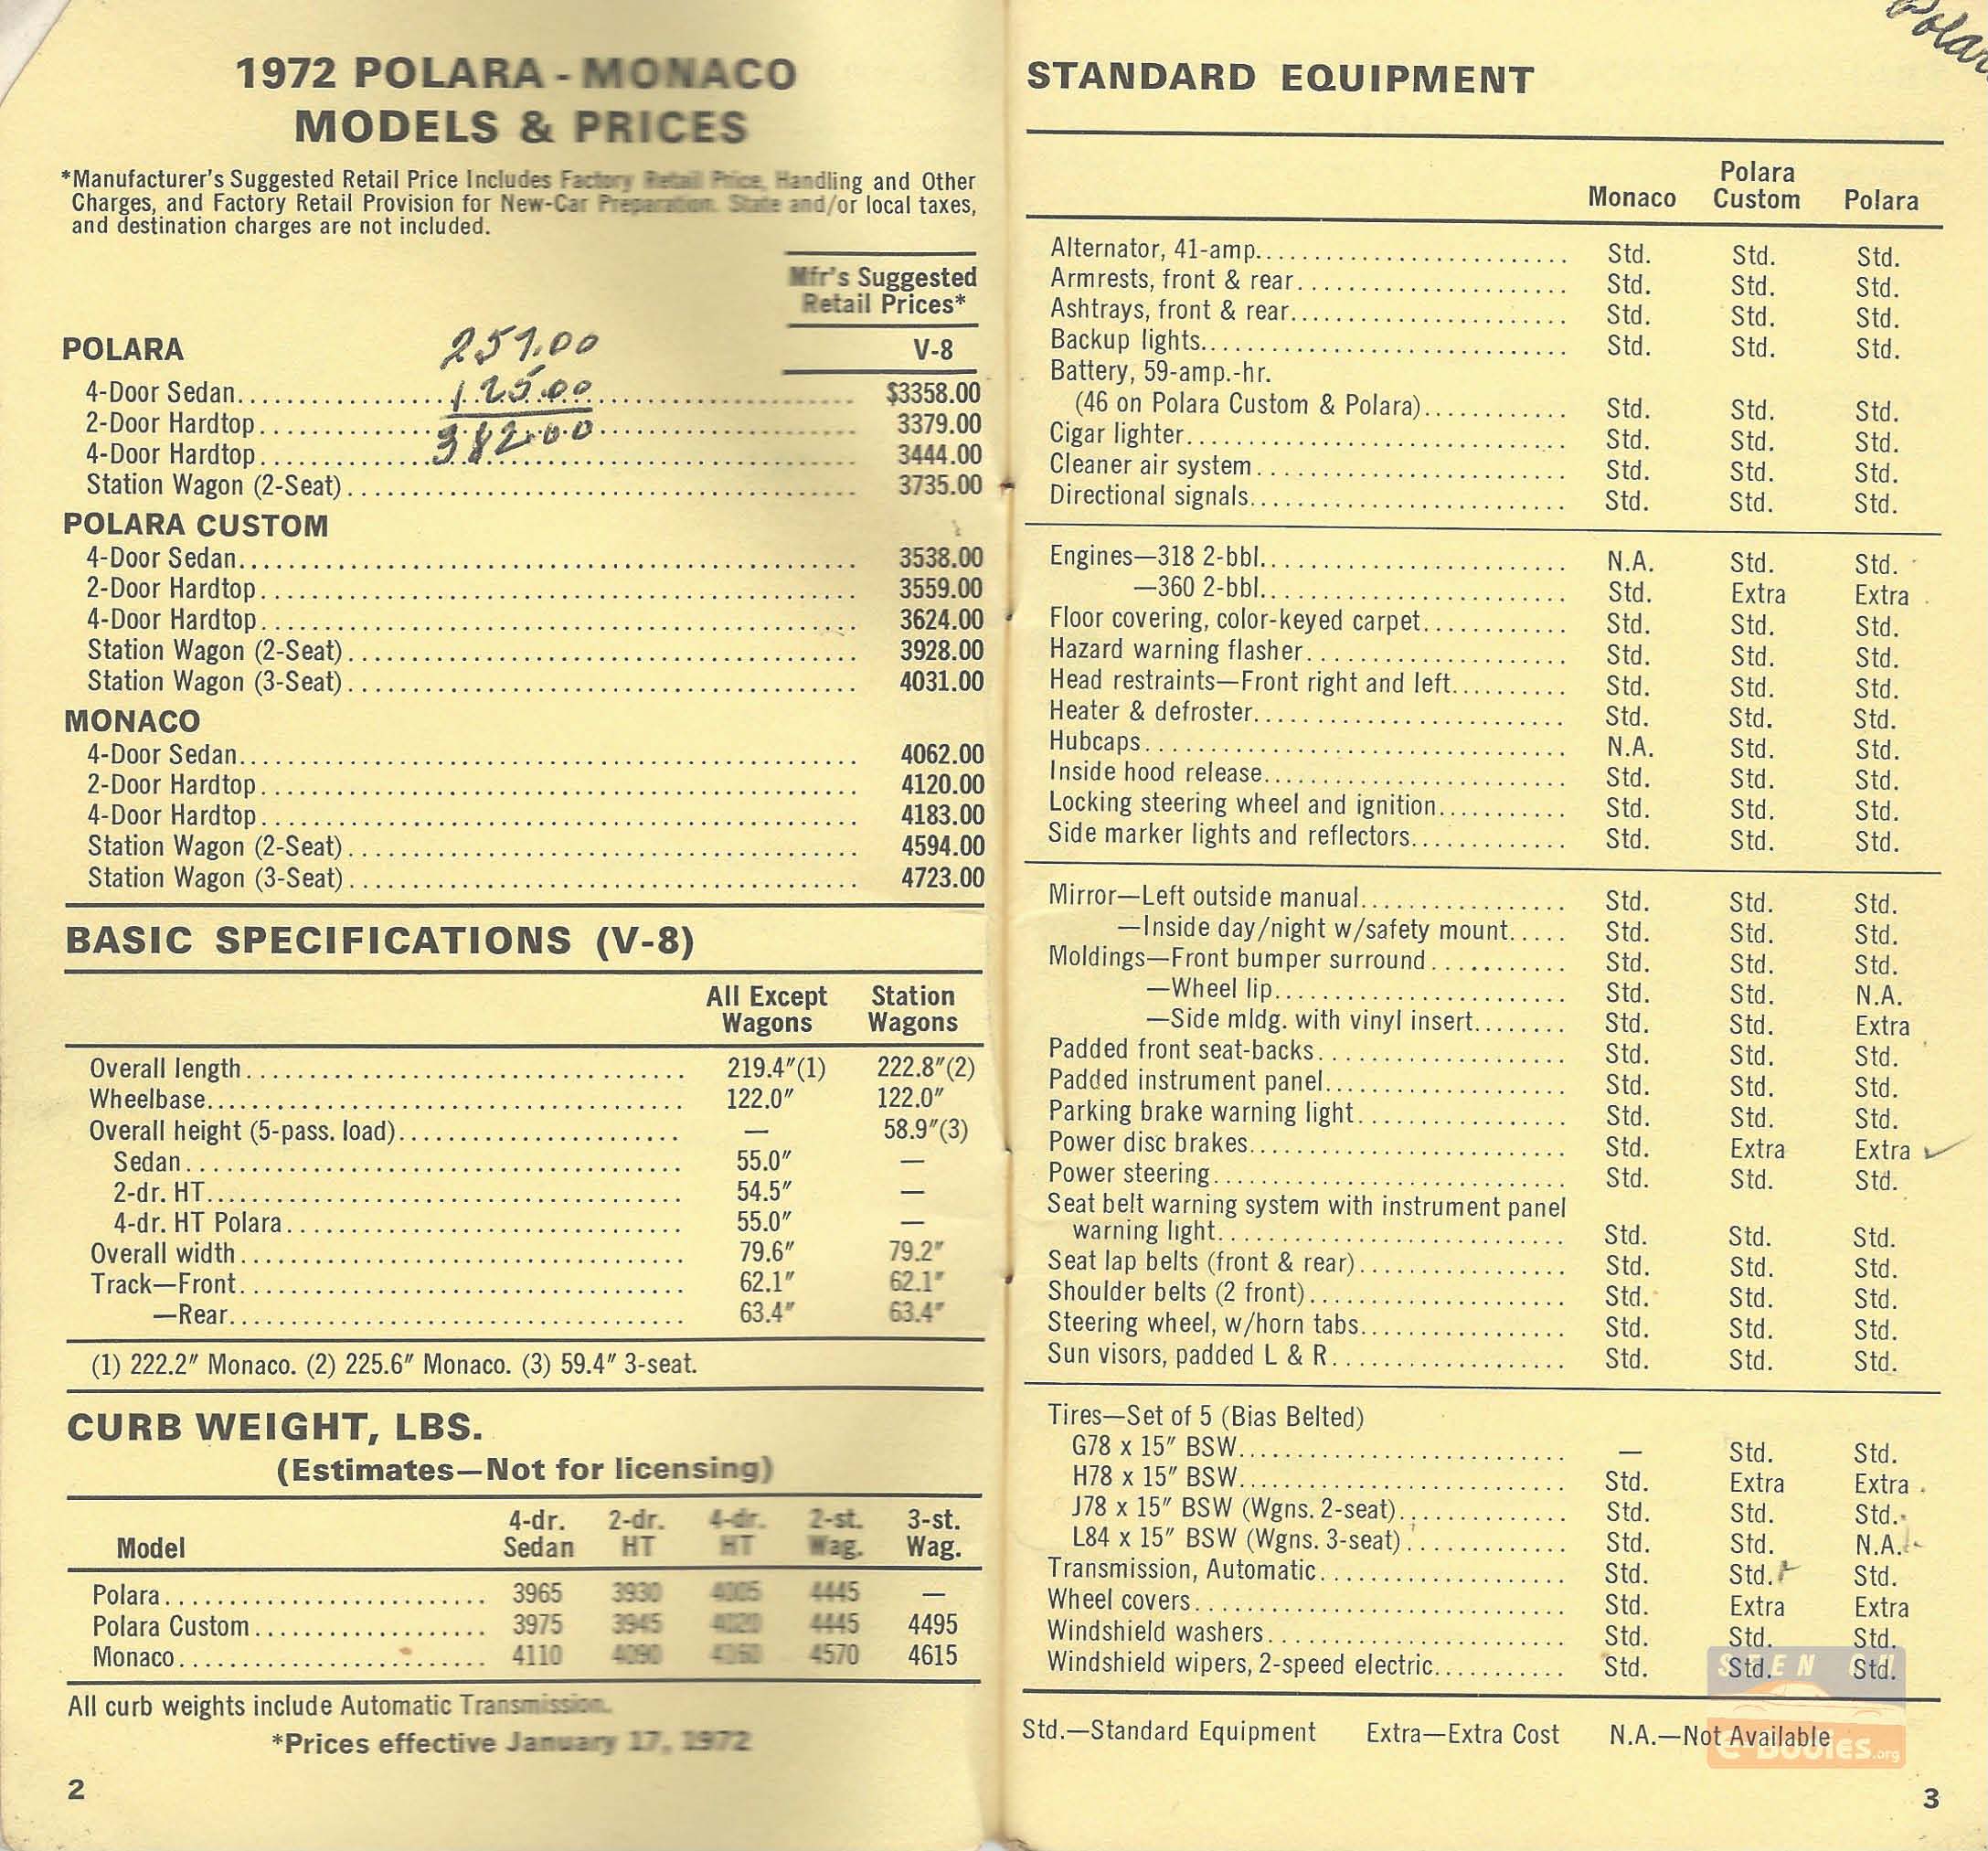 1972 POLARA - MONACO
MODELS & PRICES
*Manufacturer's Suggested Retail Price Includes Factory Retail Price, Handling and Other
Charges, and Factory Retail Provision for New-Car Preparation. State and/or local taxes,
and destination charges are not included.
Mfr's Suggested
Retail Prices*
POLARA 257.00 V-8
4-Door Sedan 125.00 $3358.00
2-Door Hardtop 382.00 3379.00
4-Door Hardtop 3444.00
Station Wagon (2-Seat) 3735.00
POLARA CUSTOM
4-Door Sedan 3538.00
2-Door Hardtop 3559.00
4-Door Hardtop 3624.00
Station Wagon (2-Seat) 3928.00
Station Wagon (3-Seat) 4031.00
MONACO
4-Door Sedan 4062.00
2-Door Hardtop 4120.00
4-Door Hardtop 4183.00
Station Wagon (2-Seat) 4594.00
Station Wagon (3-Seat) 4723.00
BASIC SPECIFICATIONS (V-8)
All Except Station
Wagons Wagons
Overall length 219.4″(1) 222.8″(2)
Wheelbase 122.0″ 122.0″
Overall height (5-pass. load) — 58.9″(3)
Sedan 55.0″ —
2-dr. HT 54.5″ —
4-dr. HT Polara 55.0″ —
Overall width 79.6″ 79.2″
Track—Front 62.1″ 62.1″
—Rear 63.4″ 63.4″
(1) 222.2″ Monaco. (2) 225.6″ Monaco. (3) 59.4″ 3-seat.
CURB WEIGHT, LBS.
(Estimates—Not for licensing)
4-dr. 2-dr. 4-dr. 2-st. 3-st.
Model Sedan HT HT Wag. Wag.
Polara 3965 3930 4005 4445 —
Polara Custom 3975 3945 4020 4445 4495
Monaco 4110 4090 4570 4615
All curb weights include Automatic Transmission.
*Prices effective January 17, 1972
2
Polara
STANDARD EQUIPMENT
Polara
Monaco Custom Polara
Alternator, 41-amp. Std. Std. Std.
Armrests, front & rear Std. Std. Std.
Ashtrays, front & rear Std. Std. Std.
Backup lights Std. Std. Std.
Battery, 59-amp.-hr.
(46 on Polara Custom & Polara) Std. Std. Std.
Cigar lighter Std. Std. Std.
Cleaner air system Std. Std. Std.
Directional signals Std. Std. Std.
Engines—318 2-bbl. N.A. Std. Std.
—360 2-bbl. Std. Extra Extra
Floor covering, color-keyed carpet Std. Std. Std.
Hazard warning flasher Std. Std. Std.
Head restraints—Front right and left Std. Std. Std.
Heater & defroster Std. Std. Std.
Hubcaps N.A. Std. Std.
Inside hood release Std. Std. Std.
Locking steering wheel and ignition Std. Std. Std.
Side marker lights and reflectors Std. Std. Std.
Mirror—Left outside manual Std. Std. Std.
—Inside day/night w/safety mount Std. Std. Std.
Moldings—Front bumper surround Std. Std. Std.
—Wheel lip Std. Std. N.A.
—Side mldg. with vinyl insert Std. Std. Extra
Padded front seat-backs Std. Std. Std.
Padded instrument panel Std. Std. Std.
Parking brake warning light Std. Std. Std.
Power disc brakes Std. Extra Extra ✓
Power steering Std. Std. Std.
Seat belt warning system with instrument panel
warning light Std. Std. Std.
Seat lap belts (front & rear) Std. Std. Std.
Shoulder belts (2 front) Std. Std. Std.
Steering wheel, w/horn tabs Std. Std. Std.
Sun visors, padded L & R Std. Std. Std.
Tires—Set of 5 (Bias Belted)
G78 x 15″ BSW — Std. Std.
H78 x 15″ BSW Std. Extra Extra
J78 x 15″ BSW (Wgns. 2-seat) Std. Std. Std.
L84 x 15″ BSW (Wgns. 3-seat) Std. Std. N.A.
Transmission, Automatic Std. Std. Std.
Wheel covers Std. Extra Extra
Windshield washers Std. Std. Std.
Windshield wipers, 2-speed electric Std. Std. Std.
SEEN ON
Std.—Standard Equipment Extra—Extra Cost N.A.—Not Available
e-Booies.org
3